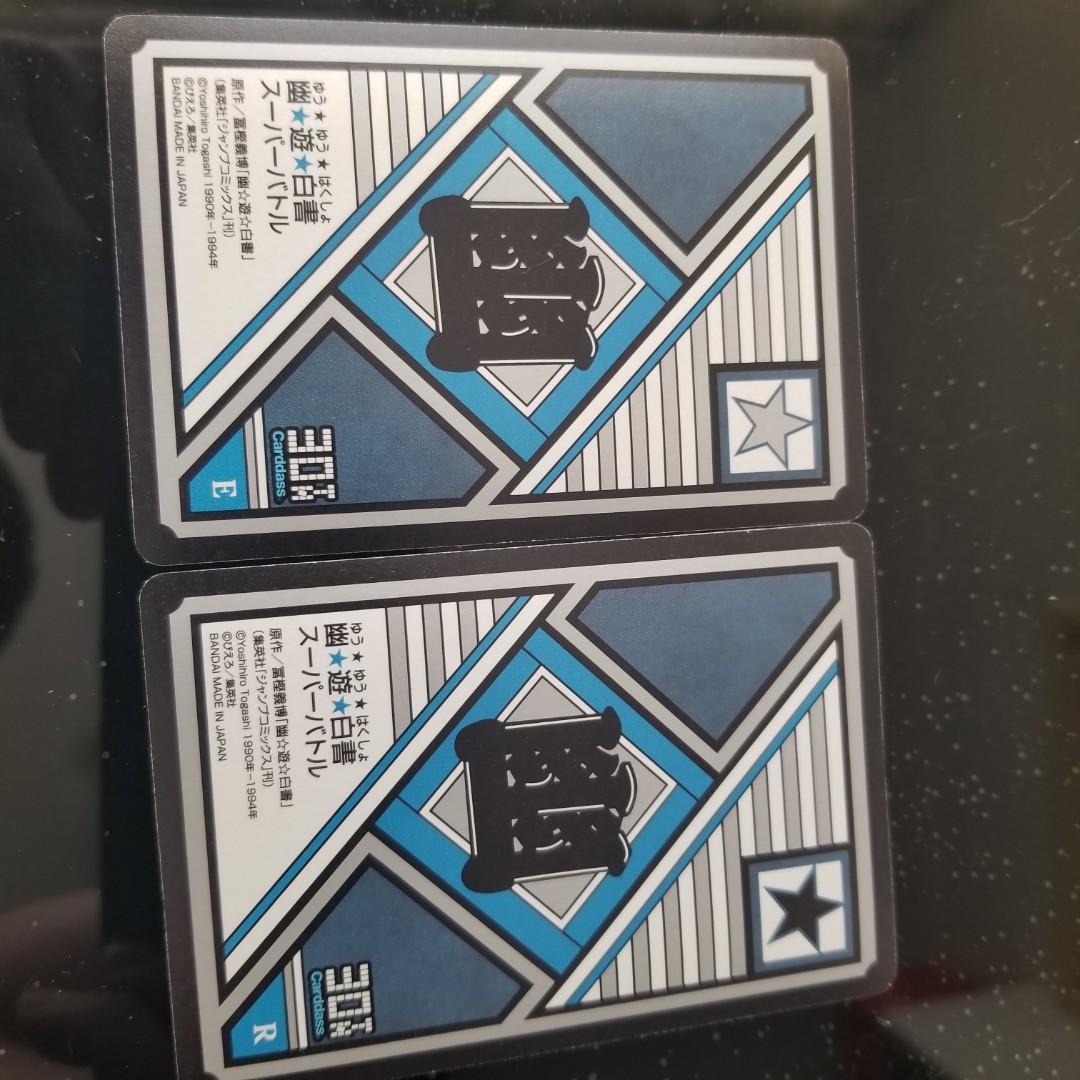 ゆう★ゆう★はくしょ
幽★遊★白書
スーパーバトル
原作/冨樫義博「幽☆遊☆白書」
(集英社「ジャンプコミックス」刊)
©Yoshihiro Togashi 1990年-1994年
©ぴえろ/集英社
BANDAI MADE IN JAPAN
30th
Carddass
E
ゆう★ゆう★はくしょ
幽★遊★白書
スーパーバトル
原作/冨樫義博「幽☆遊☆白書」
(集英社「ジャンプコミックス」刊)
©Yoshihiro Togashi 1990年-1994年
©ぴえろ/集英社
BANDAI MADE IN JAPAN
30th
Carddass
R